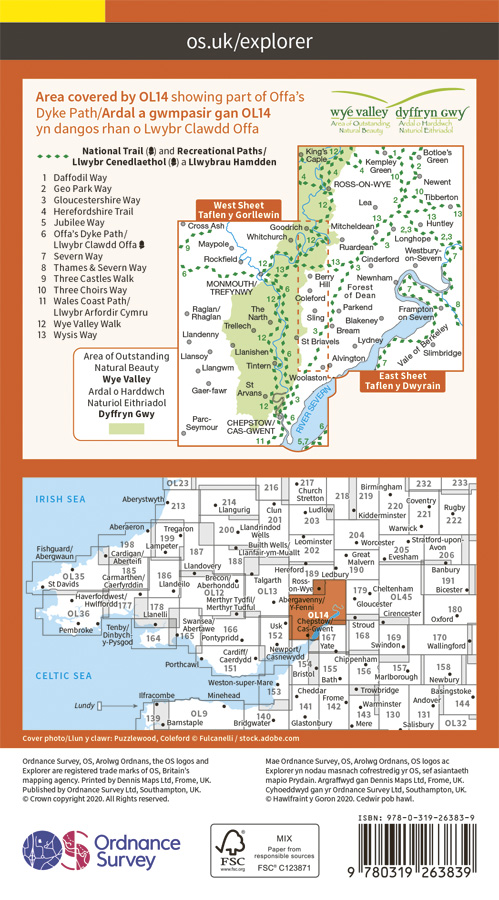 os.uk/explorer
Area covered by OL14 showing part of Offa's
Dyke Path/Ardal a gwmpasir gan OL14
yn dangos rhan o Lwybr Clawdd Offa
wye valley
Area of Outstanding
Natural Beauty
dyffryn Gwy
Ardal o Harddwch
Naturiol Eithriadol
National Trail and Recreational Paths/
Llwybr Cenedlaethol a Llwybrau Hamdden
1 Daffodil Way
2 Geo Park Way
3 Gloucestershire Way
4 Herefordshire Trail
5 Jubilee Way
6 Offa's Dyke Path/
Llwybr Clawdd Offa
7 Severn Way
8 Thames & Severn Way
9 Three Castles Walk
10 Three Choirs Way
11 Wales Coast Path/
Llwybr Arfordir Cymru
12 Wye Valley Walk
13 Wysis Way
Area of Outstanding
Natural Beauty
Wye Valley
Ardal o Harddwch
Naturiol Eithriadol
Dyffryn Gwy
West Sheet
Taflen y Gorllewin
East Sheet
Taflen y Dwyrain
King's
Caple
Kempley
Green
Botloe's
Green
ROSS-ON-WYE
Newent
Lea
Tibberton
Cross Ash
Goodrich
Whitchurch
Mitcheldean
Huntley
Maypole
Ruardean
Longhope
Rockfield
Cinderford
Westbury-
on-Severn
MONMOUTH/
TREFYNWY
Berry
Hill
Newnham
Forest
of Dean
Coleford
Frampton
on Severn
Raglan/
Rhaglan
The
Narth
Sling
Parkend
Blakeney
Trellech
Bream
Llandenny
St Briavels
Lydney
Vale of Berkeley
Slimbridge
Llansoy
Llanishen
Alvington
Llangwm
Tintern
Woolaston
Gaer-fawr
St
Arvans
RIVER SEVERN
Parc-
Seymour
CHEPSTOW/
CAS-GWENT
IRISH SEA
CELTIC SEA
OL23
216
217
Church
Stretton
218
Birmingham
219
220
232
233
Aberystwyth
213
214
Llangurig
Clun
201
Ludlow
203
Kidderminster
Coventry
221
Rugby
222
Aberaeron
Tregaron
199
200
Llandrindod
Wells
Leominster
202
204
Worcester
Warwick
Stratford-upon-
Avon
206
Fishguard/
Abergwaun
198
Cardigan/
Aberteifi
Lampeter
187
Builth Wells/
Llanfair-ym-Muallt
188
Great
Malvern
190
205
Evesham
Banbury
191
OL35
185
St Davids
Carmarthen/
Caerfyrddin
186
Llandeilo
Llandovery
Brecon/
Aberhonddu
OL12
Talgarth
OL13
Hereford
189
Ledbury
Ross-
on-Wye
179
Cheltenham
OL45
Bicester
Haverfordwest/
Hwlffordd
177
178
Llanelli
Merthyr Tydfil/
Merthyr Tudful
Abergavenny/
Y-Fenni
OL14
Gloucester
180
Oxford
OL36
Pembroke
Tenby/
Dinbych-
y-Pysgod
164
Swansea/
Abertawe
165
166
Pontypridd
Usk
152
Chepstow/
Cas-Gwent
167
Yate
Stroud
168
Cirencester
169
Swindon
170
Wallingford
Porthcawl
Cardiff/
Caerdydd
151
Newport/
Casnewydd
154
Bristol
155
Bath
Chippenham
156
157
Marlborough
158
Newbury
Weston-super-Mare
153
Ilfracombe
Minehead
Cheddar
141
Frome
142
Trowbridge
143
Warminster
130
Andover
131
Basingstoke
144
Lundy
139
Barnstaple
OL9
140
Bridgwater
Glastonbury
Mere
Salisbury
OL32
Cover photo/Llun y clawr: Puzzlewood, Coleford © Fulcanelli / stock.adobe.com
Ordnance Survey, OS, Arolwg Ordnans, the OS logos and
Explorer are registered trade marks of OS, Britain's
mapping agency. Printed by Dennis Maps Ltd, Frome, UK.
Published by Ordnance Survey Ltd, Southampton, UK.
© Crown copyright 2020. All Rights reserved.
Mae Ordnance Survey, OS, Arolwg Ordnans, OS logos ac
Explorer yn nodau masnach cofrestredig yr OS, sef asiantaeth
mapio Prydain. Argraffwyd gan Dennis Maps Ltd, Frome, UK.
Cyhoeddwyd gan yr Ordnance Survey Ltd, Southampton, UK.
© Hawlfraint y Goron 2020. Cedwir pob hawl.
OS
Ordnance
Survey
FSC
www.fsc.org
MIX
Paper from
responsible sources
FSC® C123871
ISBN: 978-0-319-26383-9
9 780319 263839